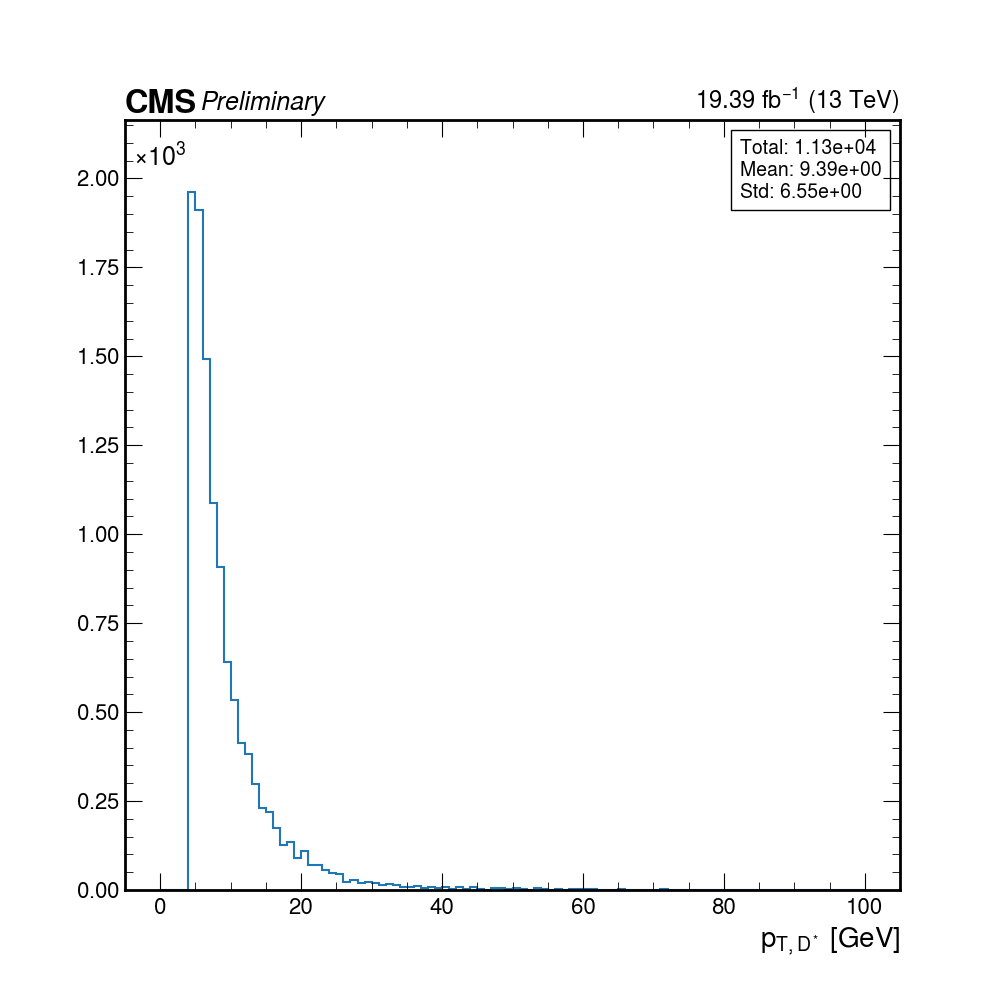 CMS Preliminary
19.39 fb⁻¹ (13 TeV)
×10³
Total: 1.13e+04
Mean: 9.39e+00
Std: 6.55e+00
2.00
1.75
1.50
1.25
1.00
0.75
0.50
0.25
0.00
0 20 40 60 80 100
p_{T, D^*} [GeV]